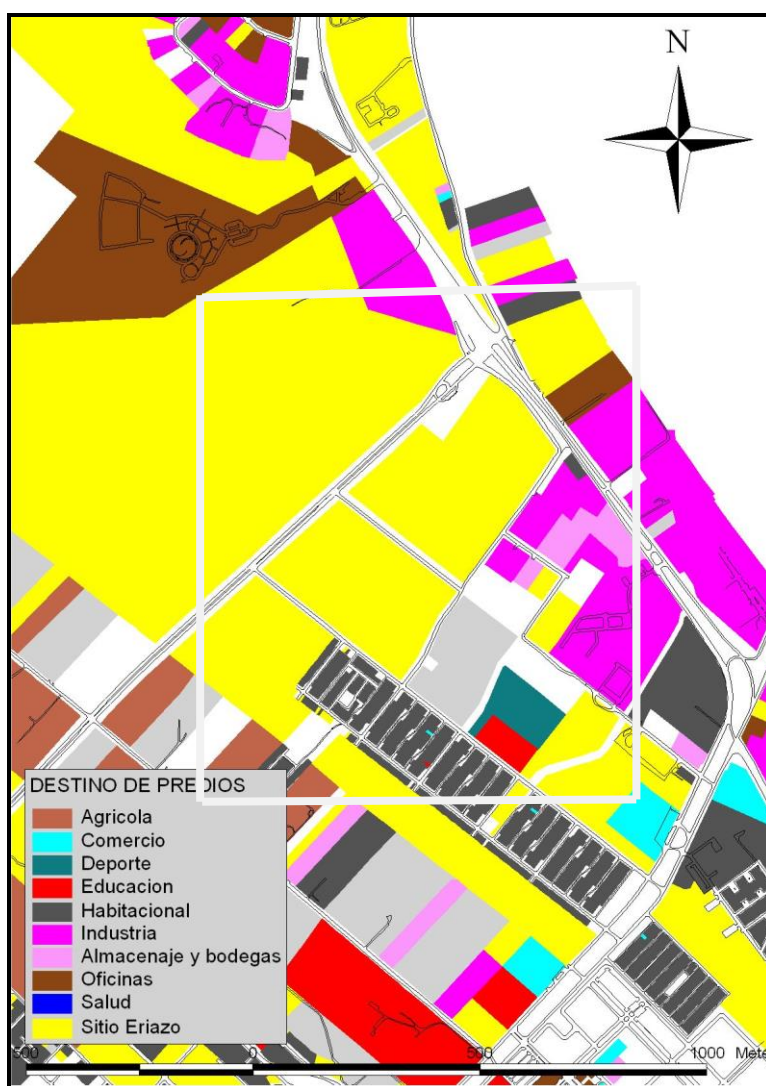 N
DESTINO DE PREDIOS
Agricola
Comercio
Deporte
Educacion
Habitacional
Industria
Almacenaje y bodegas
Oficinas
Salud
Sitio Eriazo
500 0 500 1000 Mete